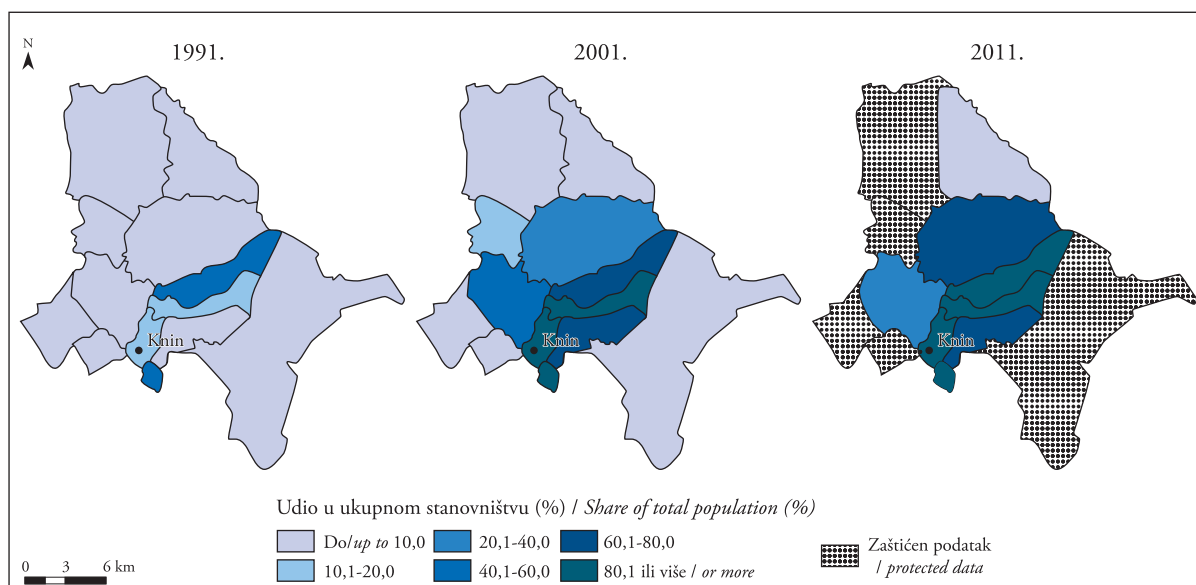 N
1991.
2001.
2011.
Knin
Knin
Knin
Udio u ukupnom stanovništvu (%) / Share of total population (%)
Do/up to 10,0
20,1-40,0
60,1-80,0
10,1-20,0
40,1-60,0
80,1 ili više / or more
Zaštićen podatak
/ protected data
0 3 6 km